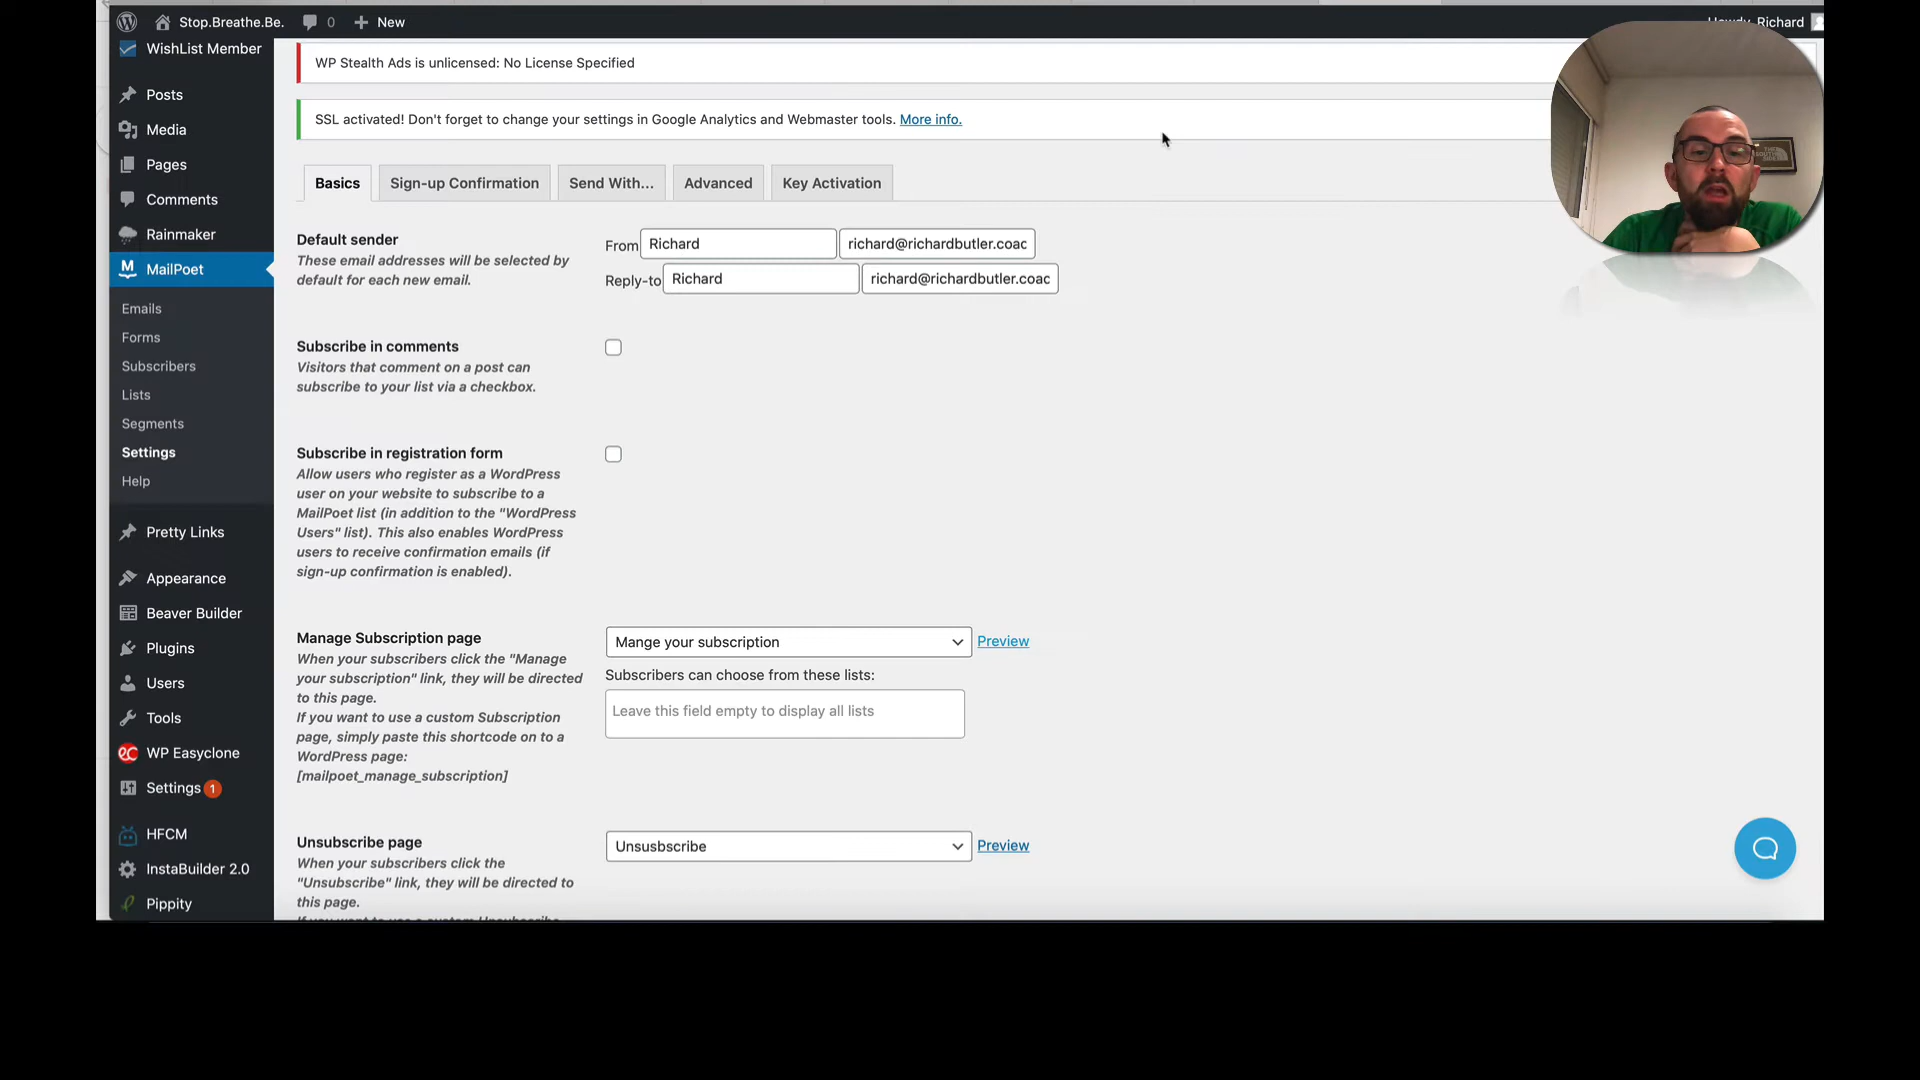 Stop.Breathe.Be.
0
New
Howdy, Richard
WishList Member
Posts
Media
Pages
Comments
Rainmaker
MailPoet
Emails
Forms
Subscribers
Lists
Segments
Settings
Help
Pretty Links
Appearance
Beaver Builder
Plugins
Users
Tools
WP Easyclone
Settings 1
HFCM
InstaBuilder 2.0
Pippity
WP Stealth Ads is unlicensed: No License Specified
SSL activated! Don't forget to change your settings in Google Analytics and Webmaster tools. More info.
Basics
Sign-up Confirmation
Send With...
Advanced
Key Activation
Default sender
These email addresses will be selected by
default for each new email.
From Richard richard@richardbutler.coac
Reply-to Richard richard@richardbutler.coac
Subscribe in comments
Visitors that comment on a post can
subscribe to your list via a checkbox.
Subscribe in registration form
Allow users who register as a WordPress
user on your website to subscribe to a
MailPoet list (in addition to the "WordPress
Users" list). This also enables WordPress
users to receive confirmation emails (if
sign-up confirmation is enabled).
Manage Subscription page
When your subscribers click the "Manage
your subscription" link, they will be directed
to this page.
If you want to use a custom Subscription
page, simply paste this shortcode on to a
WordPress page:
[mailpoet_manage_subscription]
Mange your subscription
Preview
Subscribers can choose from these lists:
Leave this field empty to display all lists
Unsubscribe page
When your subscribers click the
"Unsubscribe" link, they will be directed to
this page.
Unsusbscribe
Preview
THE
SOUTH
SIDE